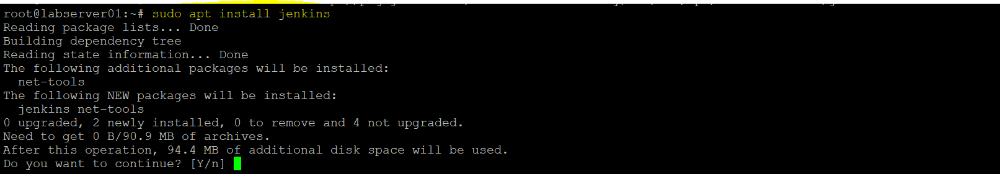 root@labserver01:~# sudo apt install jenkins
Reading package lists... Done
Building dependency tree
Reading state information... Done
The following additional packages will be installed:
  net-tools
The following NEW packages will be installed:
  jenkins net-tools
0 upgraded, 2 newly installed, 0 to remove and 4 not upgraded.
Need to get 0 B/90.9 MB of archives.
After this operation, 94.4 MB of additional disk space will be used.
Do you want to continue? [Y/n]